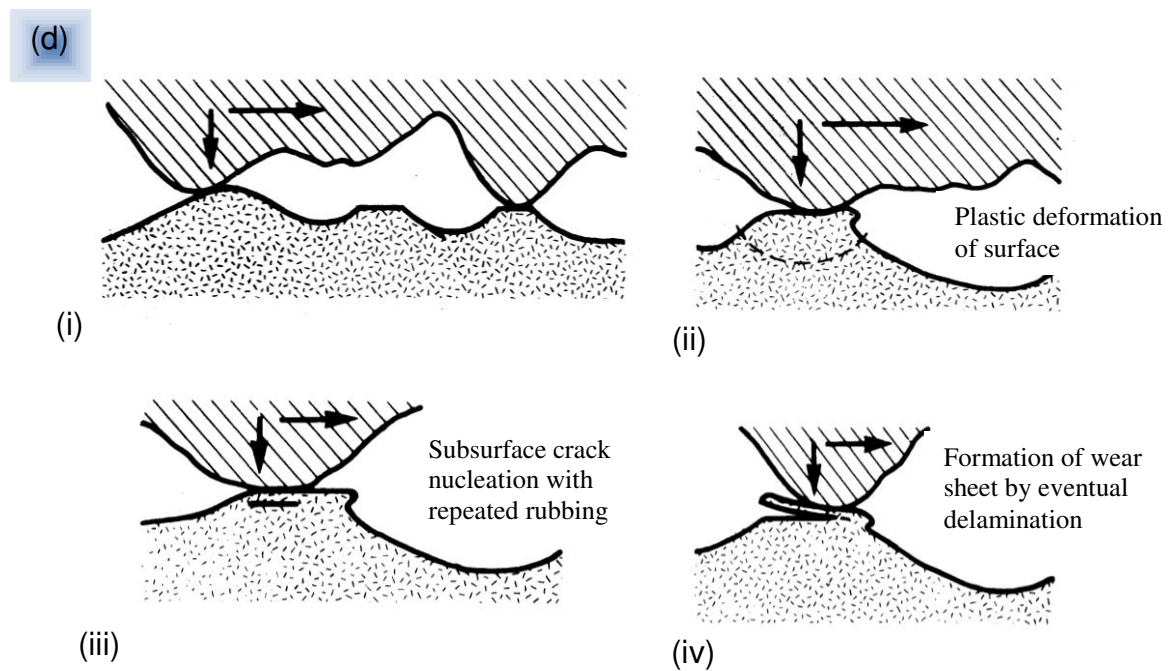 (d)
Plastic deformation
of surface
(i)
(ii)
Subsurface crack
nucleation with
repeated rubbing
Formation of wear
sheet by eventual
delamination
(iii)
(iv)